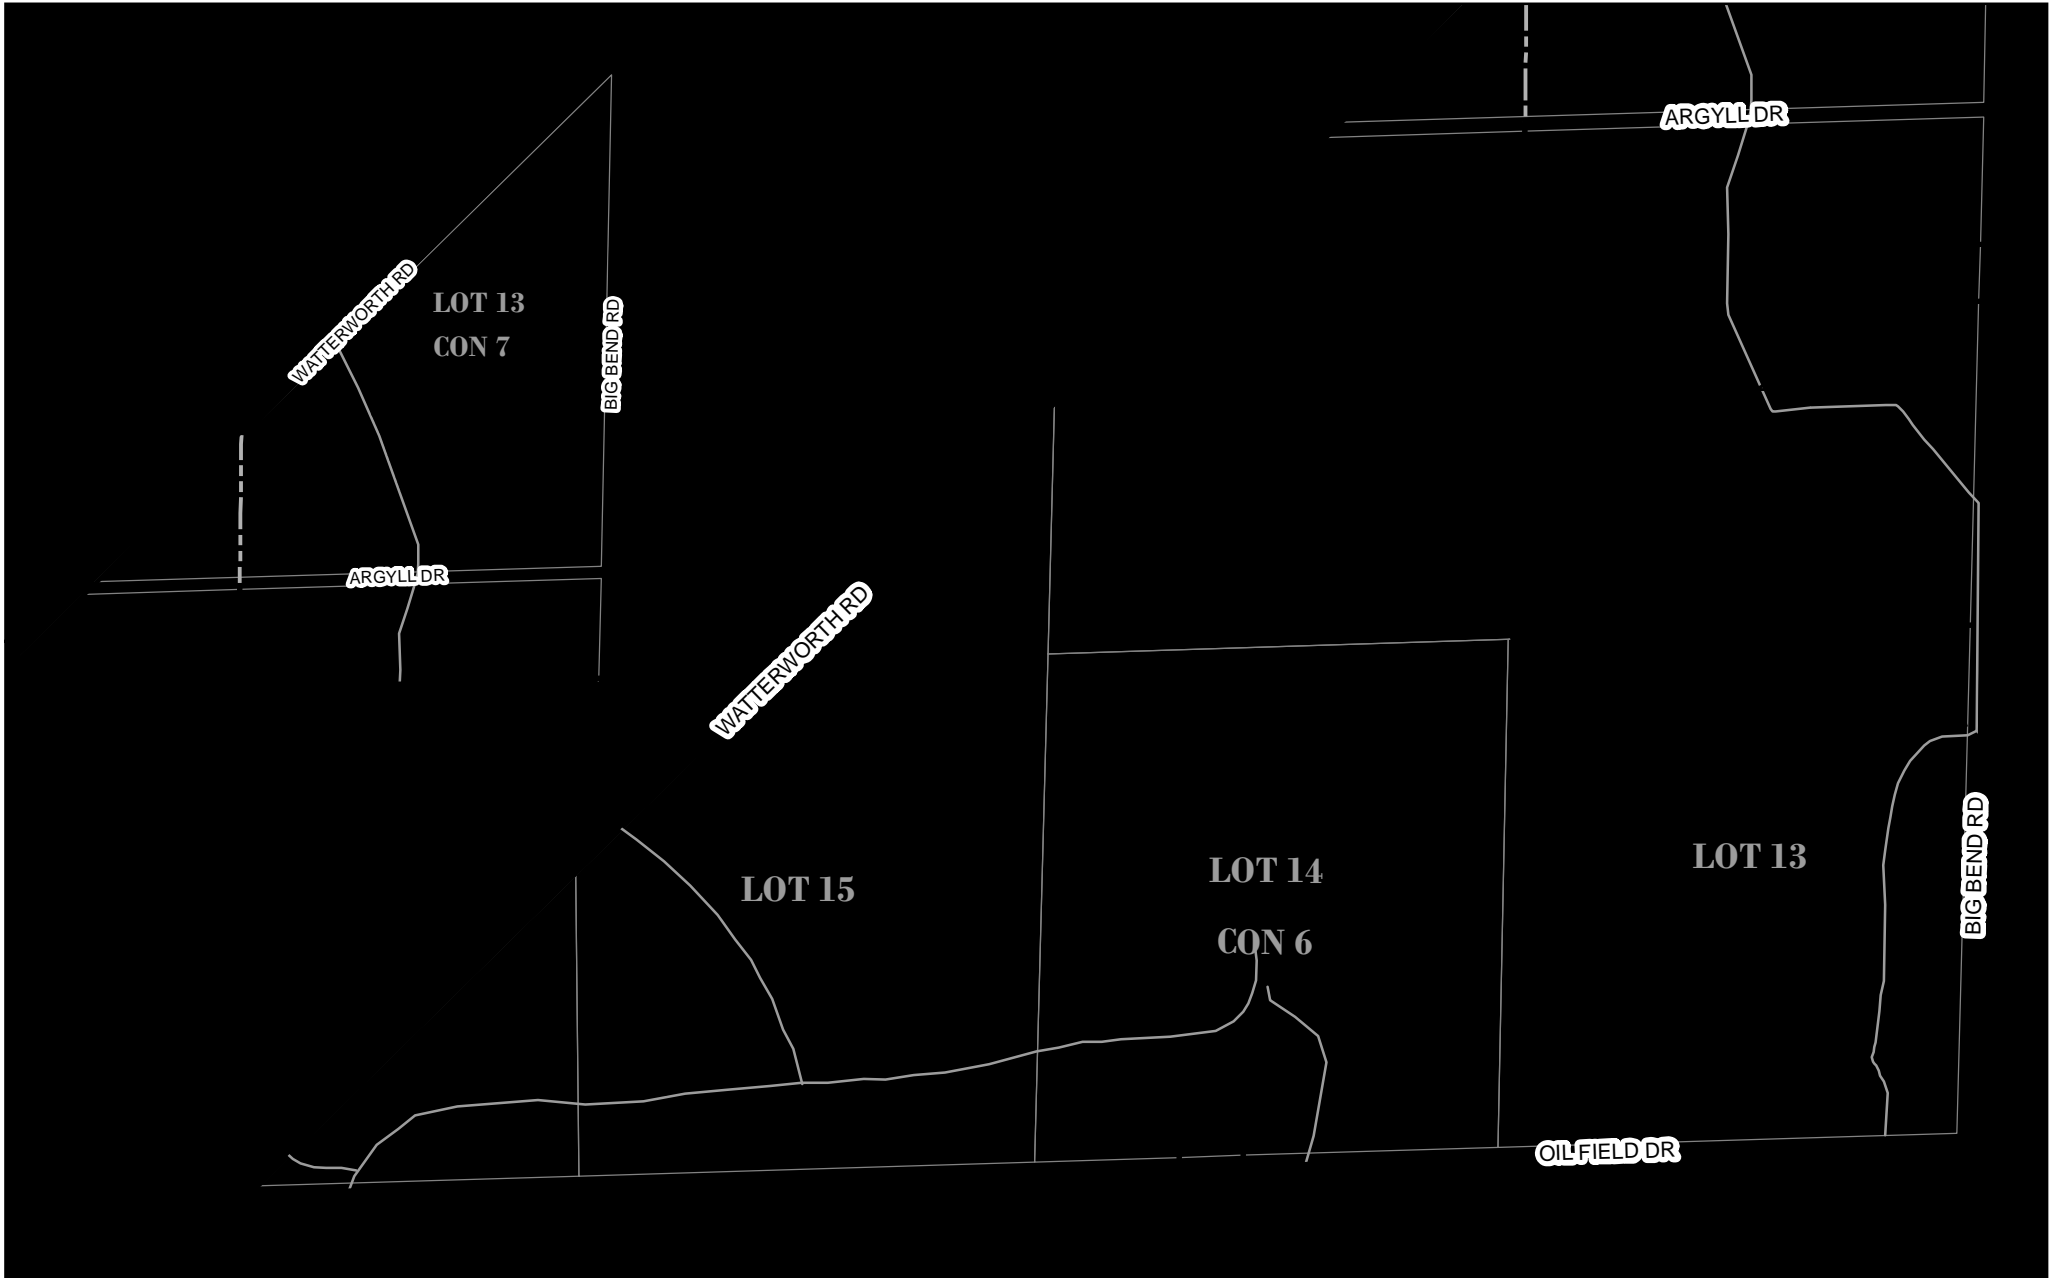 ARGYLL DR
WATTERWORTH RD
LOT 13
CON 7
BIG BEND RD
ARGYLL DR
WATTERWORTH RD
LOT 15
LOT 14
CON 6
LOT 13
BIG BEND RD
OIL FIELD DR